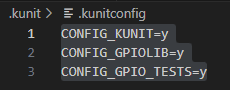 .kunit > .kunitconfig
1 CONFIG_KUNIT=y
2 CONFIG_GPIOLIB=y
3 CONFIG_GPIO_TESTS=y